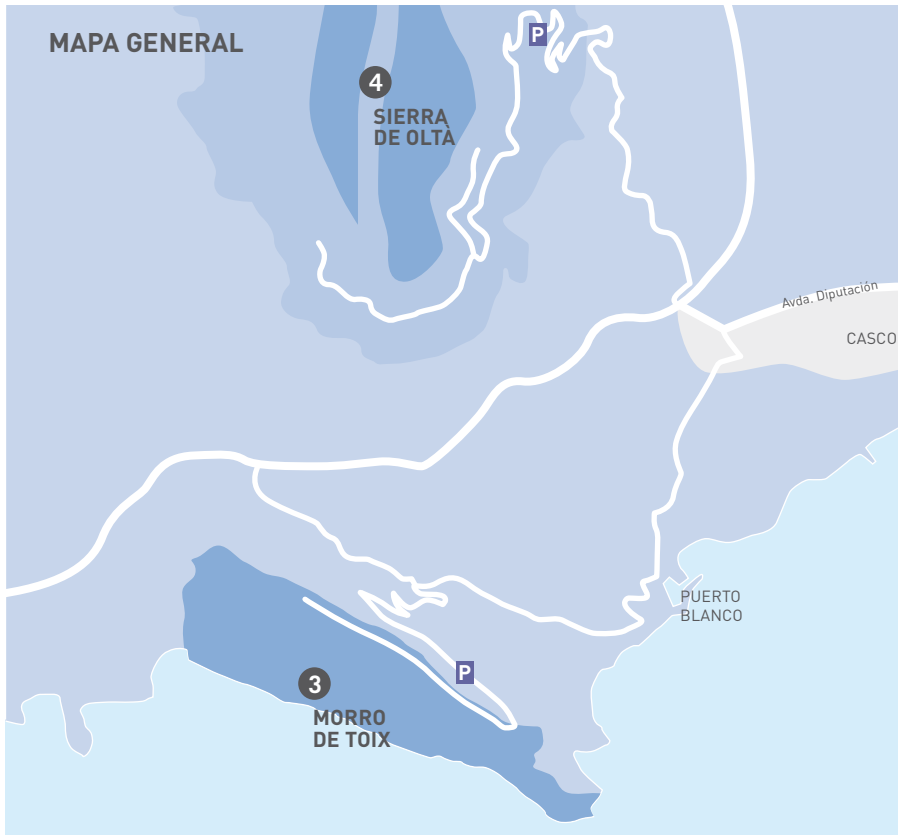 MAPA GENERAL
P
4
SIERRA
DE OLTÀ
Avda. Diputación
CASCO
PUERTO
BLANCO
P
3
MORRO
DE TOIX